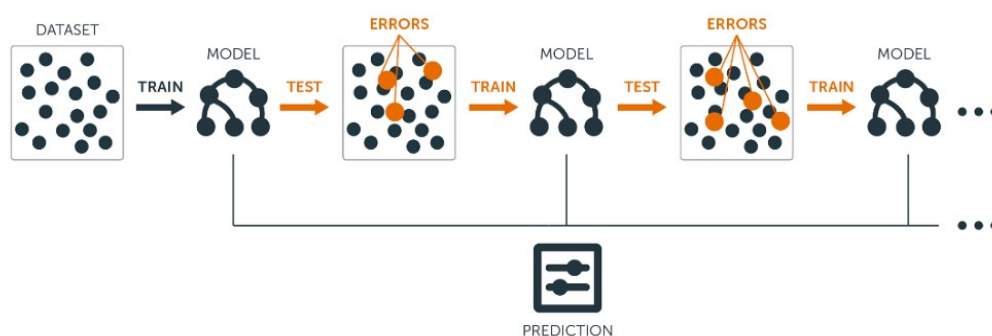 DATASET
MODEL
ERRORS
MODEL
ERRORS
MODEL
TRAIN
TEST
TRAIN
TEST
TRAIN
PREDICTION